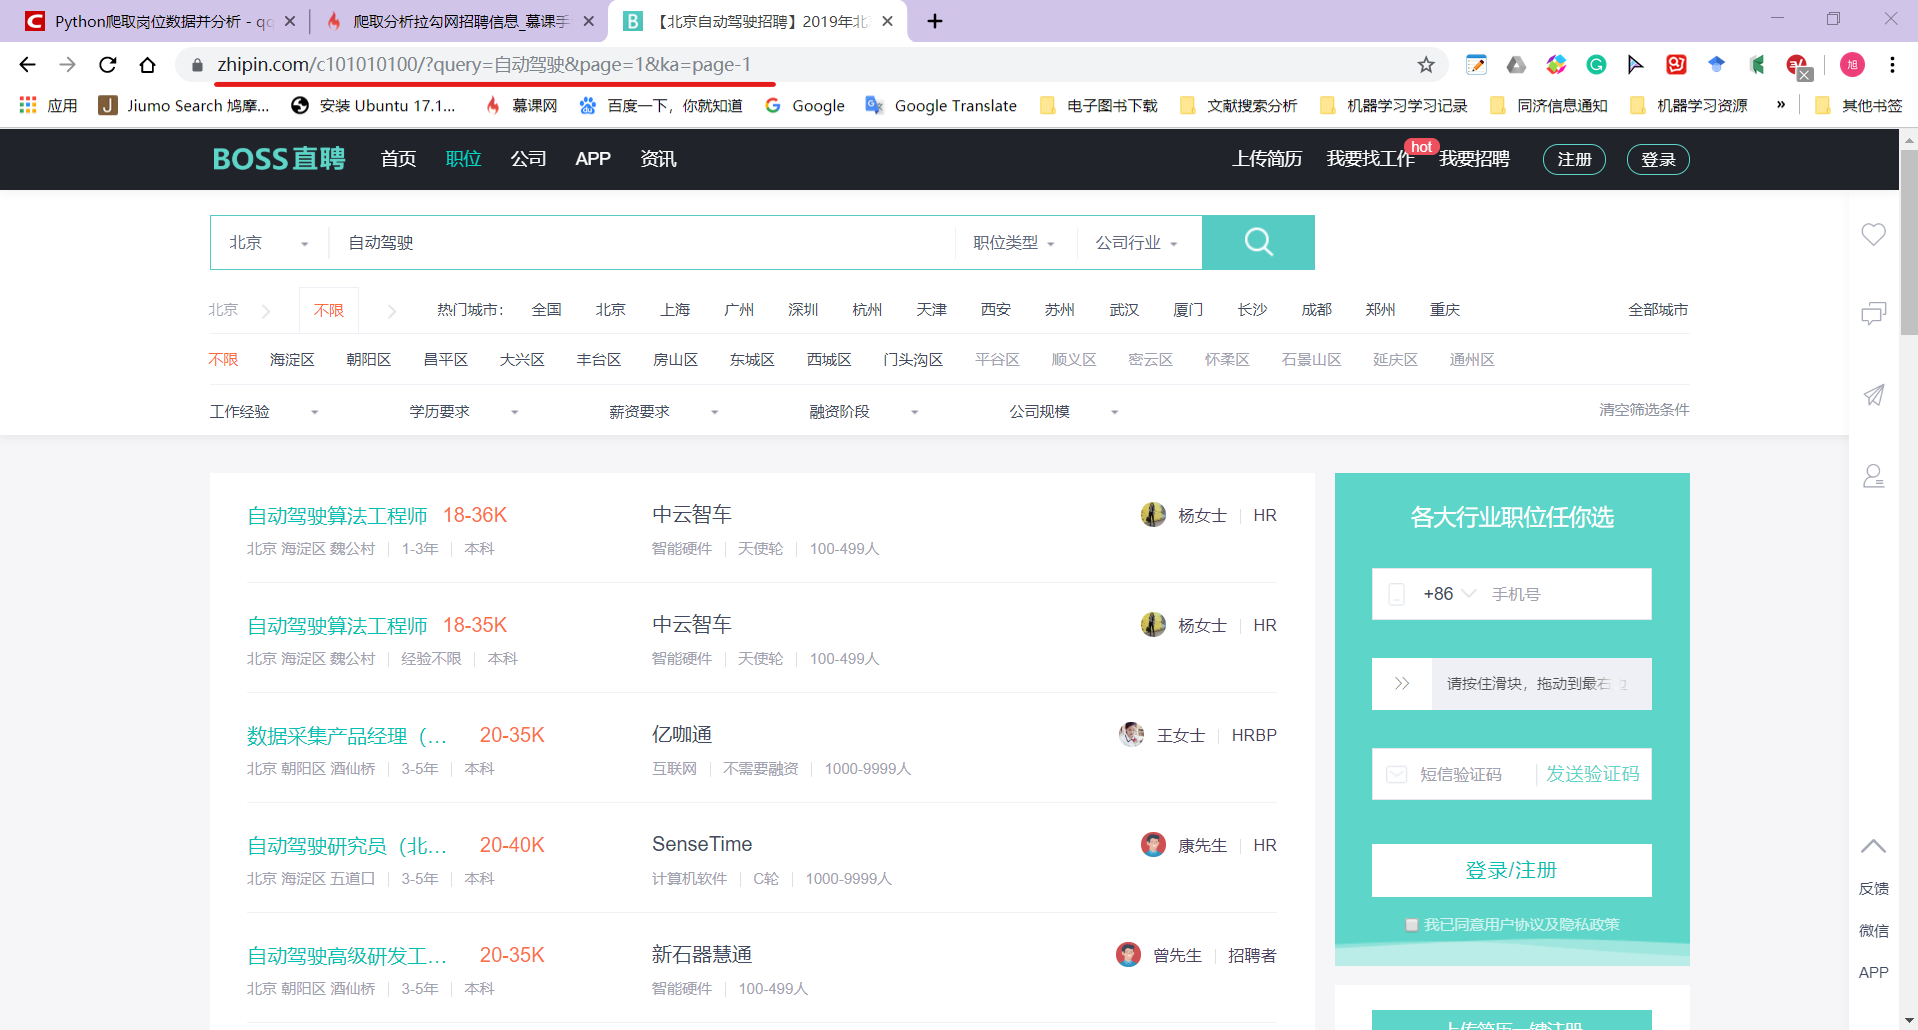 Python爬取岗位数据并分析 - qq
爬取分析拉勾网招聘信息_慕课手
【北京自动驾驶招聘】2019年北
zhipin.com/c101010100/?query=自动驾驶&page=1&ka=page-1
旭
应用 Jiumo Search 鸠摩... 安装 Ubuntu 17.1... 慕课网 百度一下，你就知道 Google Google Translate 电子图书下载 文献搜索分析 机器学习学习记录 同济信息通知 机器学习资源 » 其他书签
BOSS直聘 首页 职位 公司 APP 资讯 上传简历 我要找工作 hot 我要招聘 注册 登录
北京 自动驾驶 职位类型 公司行业
北京 不限 热门城市： 全国 北京 上海 广州 深圳 杭州 天津 西安 苏州 武汉 厦门 长沙 成都 郑州 重庆 全部城市
不限 海淀区 朝阳区 昌平区 大兴区 丰台区 房山区 东城区 西城区 门头沟区 平谷区 顺义区 密云区 怀柔区 石景山区 延庆区 通州区
工作经验 学历要求 薪资要求 融资阶段 公司规模 清空筛选条件
自动驾驶算法工程师 18-36K 中云智车 杨女士 HR
北京 海淀区 魏公村 1-3年 本科 智能硬件 天使轮 100-499人
自动驾驶算法工程师 18-35K 中云智车 杨女士 HR
北京 海淀区 魏公村 经验不限 本科 智能硬件 天使轮 100-499人
数据采集产品经理（... 20-35K 亿咖通 王女士 HRBP
北京 朝阳区 酒仙桥 3-5年 本科 互联网 不需要融资 1000-9999人
自动驾驶研究员（北... 20-40K SenseTime 康先生 HR
北京 海淀区 五道口 3-5年 本科 计算机软件 C轮 1000-9999人
自动驾驶高级研发工... 20-35K 新石器慧通 曾先生 招聘者
北京 朝阳区 酒仙桥 3-5年 本科 智能硬件 100-499人
各大行业职位任你选
+86 手机号
请按住滑块，拖动到最右边
短信验证码 发送验证码
登录/注册
我已同意用户协议及隐私政策
上传简历一键注册
反馈
微信
APP